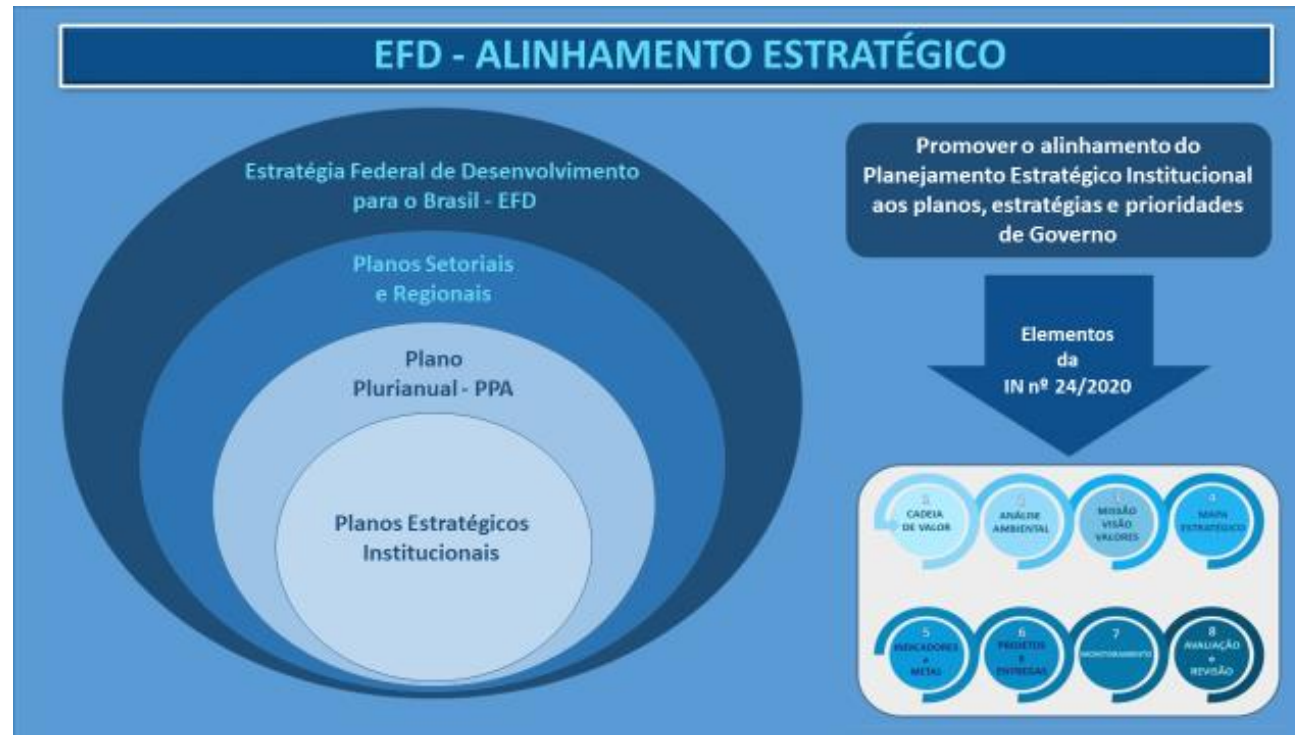 EFD - ALINHAMENTO ESTRATÉGICO
Estratégia Federal de Desenvolvimento
para o Brasil - EFD
Planos Setoriais
e Regionais
Plano
Plurianual - PPA
Planos Estratégicos
Institucionais
Promover o alinhamento do
Planejamento Estratégico Institucional
aos planos, estratégias e prioridades
de Governo
Elementos
da
IN nº 24/2020
CADEIA
DE VALOR
2
ANÁLISE
AMBIENTAL
3
MISSÃO
VISÃO
VALORES
4
MAPA
ESTRATÉGICO
5
INDICADORES
e
METAL
6
PROJETOS
E
ENTREGAS
7
MONITORAMENTO
8
AVALIAÇÃO
e
REVISÃO